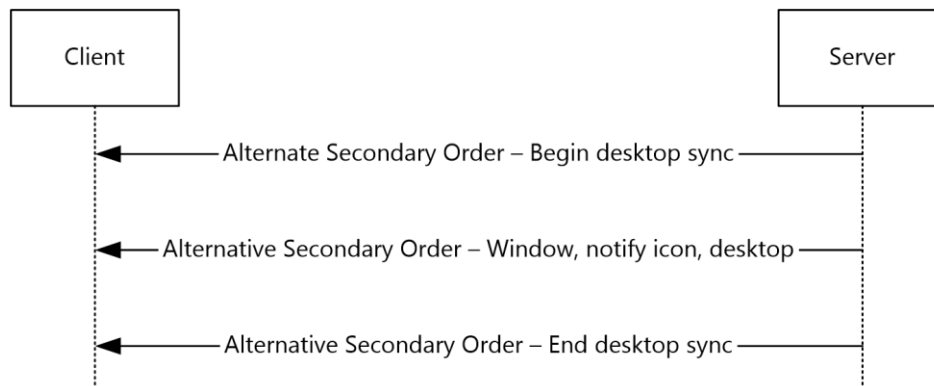 Client
Server
Alternate Secondary Order – Begin desktop sync
Alternative Secondary Order – Window, notify icon, desktop
Alternative Secondary Order – End desktop sync